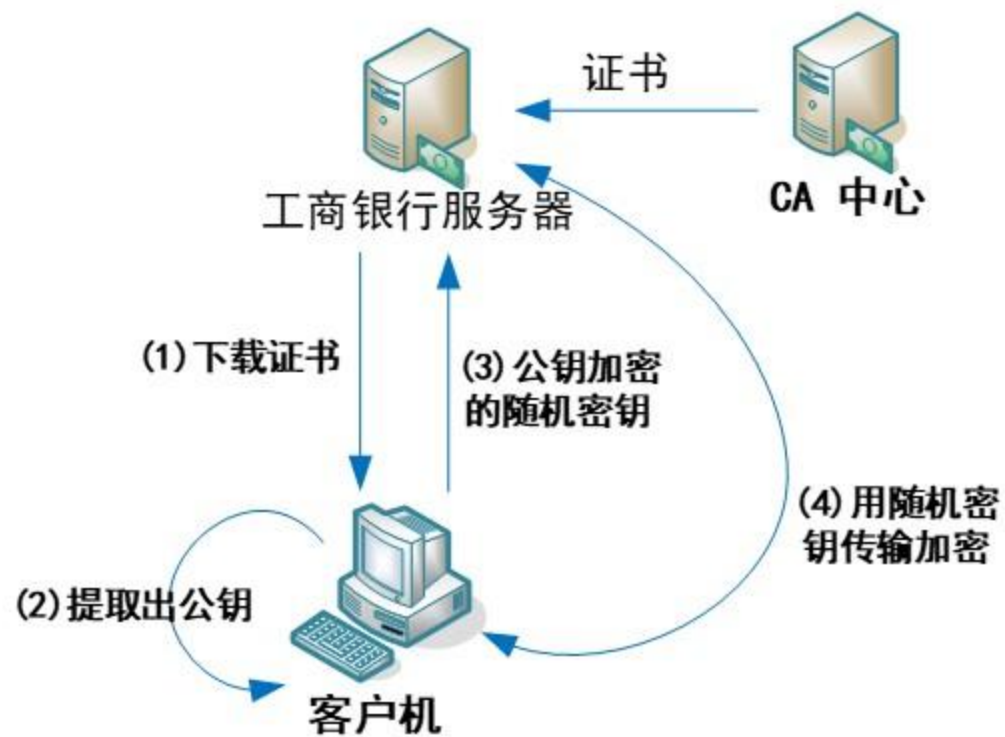 证书
CA 中心
工商银行服务器
(1)下载证书
(3)公钥加密
的随机密钥
(4)用随机密
钥传输加密
(2)提取出公钥
客户机